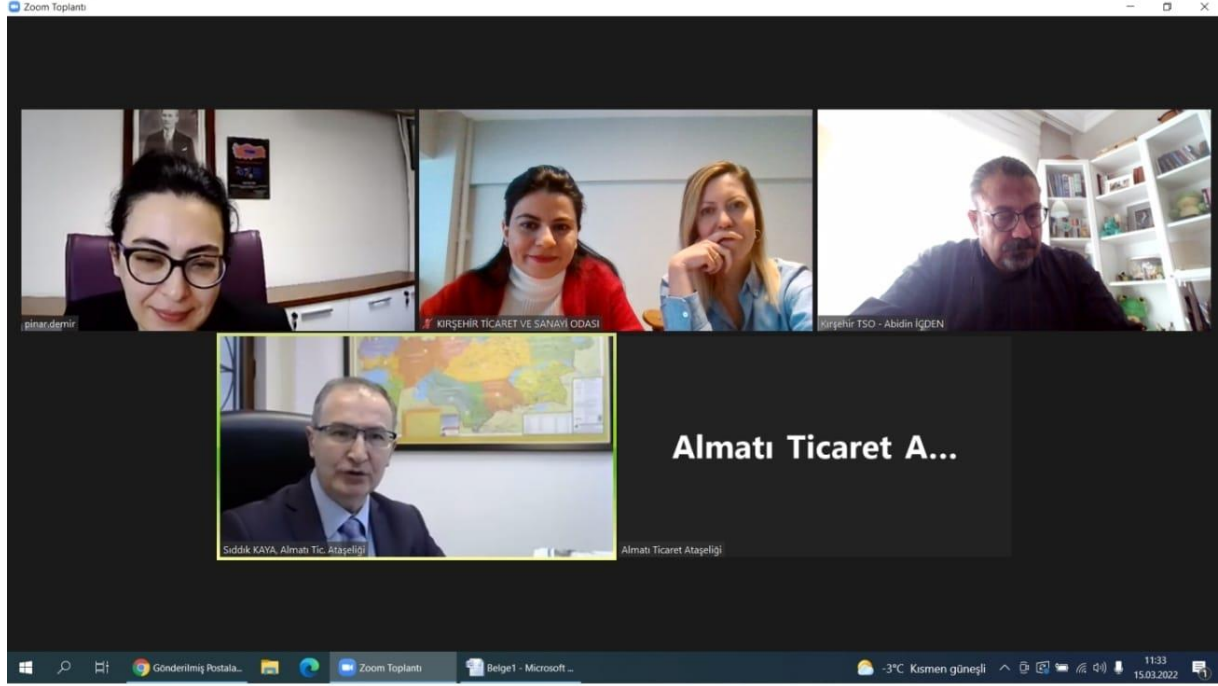 Zoom Toplantı
pinar.demir
KIRŞEHİR TİCARET VE SANAYİ ODASI
Kırşehir TSO - Abidin İÇDEN
Sıddık KAYA, Almatı Tic. Ataşeliği
Almatı Ticaret A...
Almatı Ticaret Ataşeliği
Gönderilmiş Postala...
Zoom Toplantı
Belge1 - Microsoft ...
-3°C Kısmen güneşli
11:33
15.03.2022
1